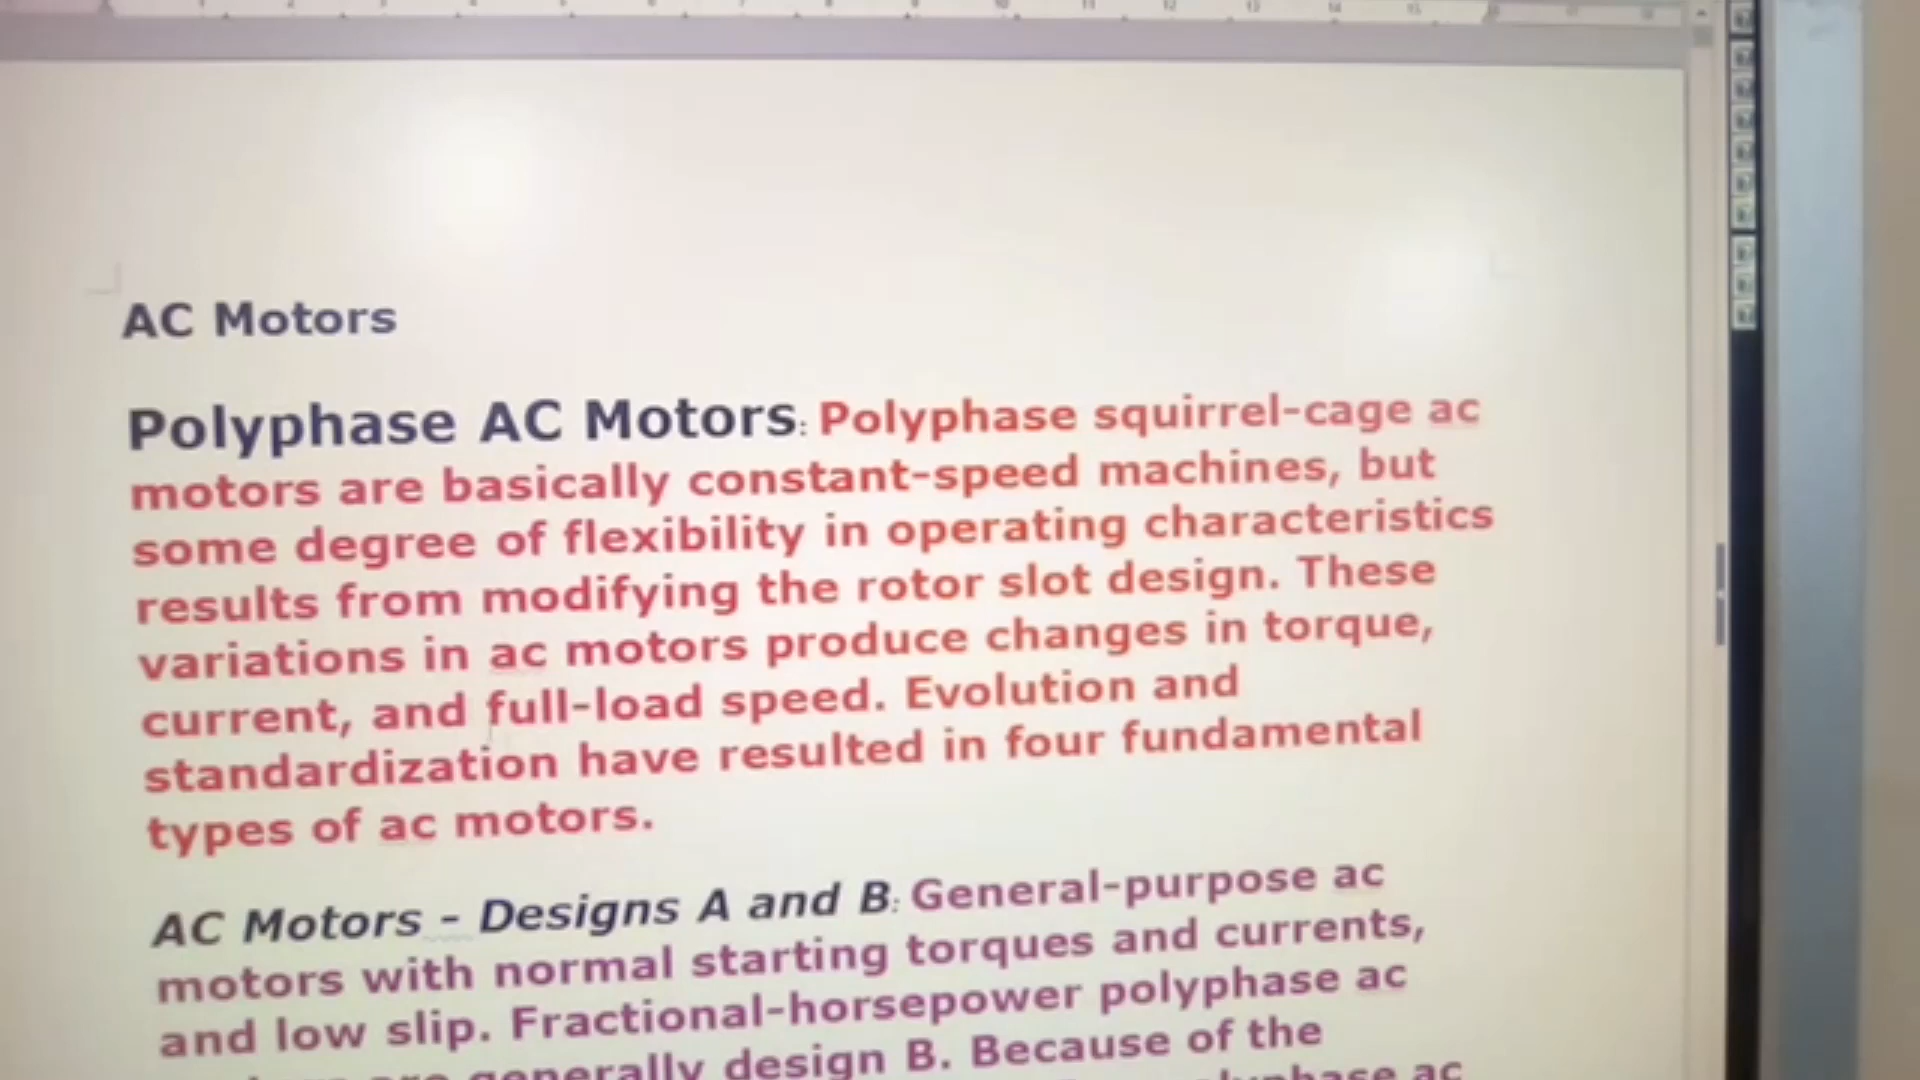 AC Motors
Polyphase AC Motors: Polyphase squirrel-cage ac
motors are basically constant-speed machines, but
some degree of flexibility in operating characteristics
results from modifying the rotor slot design. These
variations in ac motors produce changes in torque,
current, and full-load speed. Evolution and
standardization have resulted in four fundamental
types of ac motors.
AC Motors - Designs A and B: General-purpose ac
motors with normal starting torques and currents,
and low slip. Fractional-horsepower polyphase ac
generally design B. Because of the
ac